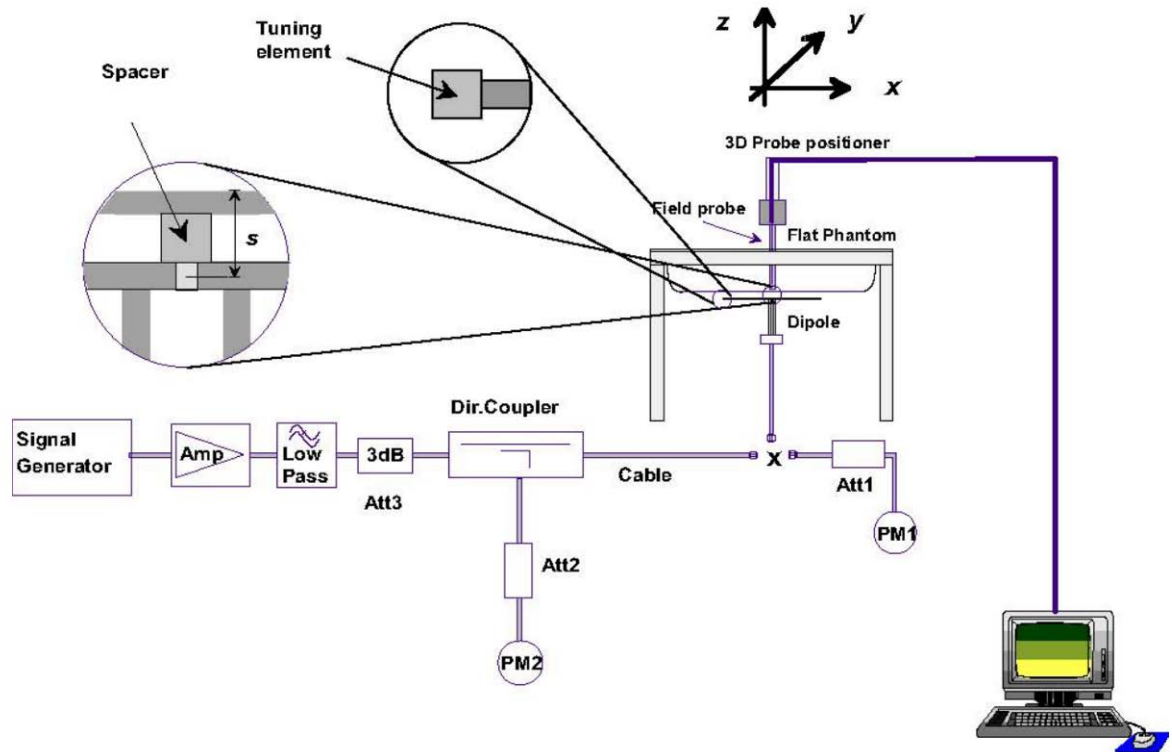 Tuning
element
Spacer
z
y
x
3D Probe positioner
Field probe
Flat Phantom
s
Dipole
Dir.Coupler
Signal
Generator
Amp
Low
Pass
3dB
Att3
Cable
x
Att1
PM1
Att2
PM2